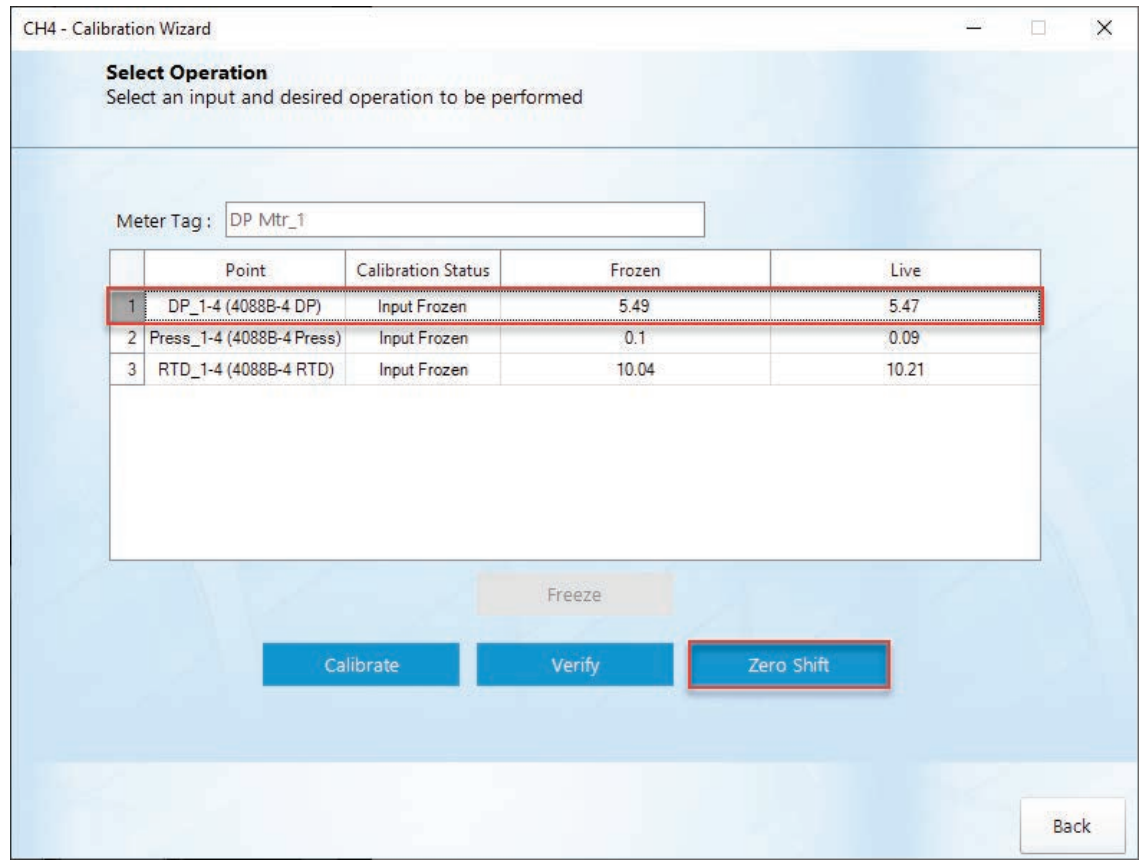 CH4 - Calibration Wizard
Select Operation
Select an input and desired operation to be performed
Meter Tag : DP Mtr_1
Point Calibration Status Frozen Live
1 DP_1-4 (4088B-4 DP) Input Frozen 5.49 5.47
2 Press_1-4 (4088B-4 Press) Input Frozen 0.1 0.09
3 RTD_1-4 (4088B-4 RTD) Input Frozen 10.04 10.21
Freeze
Calibrate Verify Zero Shift
Back